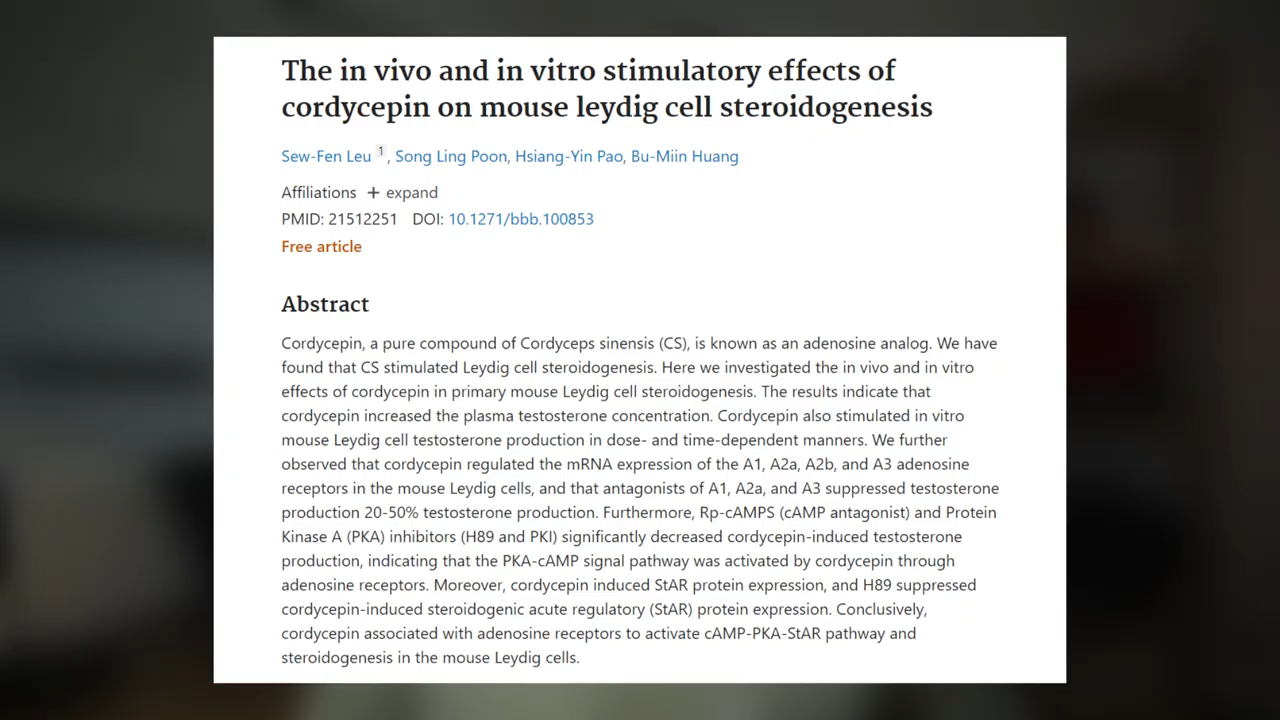 The in vivo and in vitro stimulatory effects of
cordycepin on mouse leydig cell steroidogenesis
Sew-Fen Leu 1, Song Ling Poon, Hsiang-Yin Pao, Bu-Miin Huang
Affiliations + expand
PMID: 21512251 DOI: 10.1271/bbb.100853
Free article
Abstract
Cordycepin, a pure compound of Cordyceps sinensis (CS), is known as an adenosine analog. We have
found that CS stimulated Leydig cell steroidogenesis. Here we investigated the in vivo and in vitro
effects of cordycepin in primary mouse Leydig cell steroidogenesis. The results indicate that
cordycepin increased the plasma testosterone concentration. Cordycepin also stimulated in vitro
mouse Leydig cell testosterone production in dose- and time-dependent manners. We further
observed that cordycepin regulated the mRNA expression of the A1, A2a, A2b, and A3 adenosine
receptors in the mouse Leydig cells, and that antagonists of A1, A2a, and A3 suppressed testosterone
production 20-50% testosterone production. Furthermore, Rp-cAMPS (cAMP antagonist) and Protein
Kinase A (PKA) inhibitors (H89 and PKI) significantly decreased cordycepin-induced testosterone
production, indicating that the PKA-cAMP signal pathway was activated by cordycepin through
adenosine receptors. Moreover, cordycepin induced StAR protein expression, and H89 suppressed
cordycepin-induced steroidogenic acute regulatory (StAR) protein expression. Conclusively,
cordycepin associated with adenosine receptors to activate cAMP-PKA-StAR pathway and
steroidogenesis in the mouse Leydig cells.